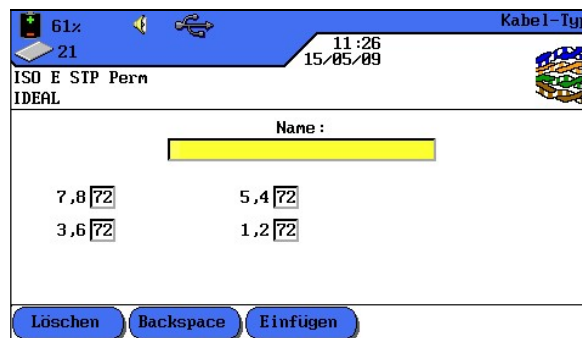 61% Kabel-Typ
21 11:26
15/05/09
ISO E STP Perm
IDEAL
Name:
7,8 72 5,4 72
3,6 72 1,2 72
Löschen Backspace Einfügen